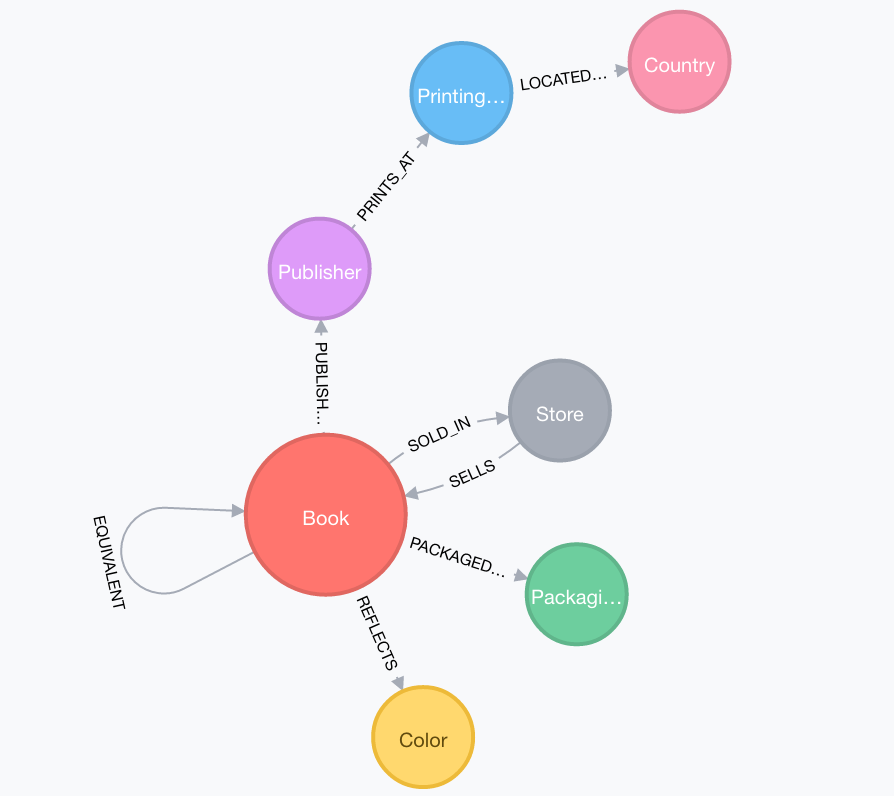 Country
Printing…
LOCATED…
PRINTS_AT
Publisher
PUBLISH…
Store
SOLD_IN
SELLS
Book
EQUIVALENT
PACKAGED…
Packagi…
REFLECTS
Color